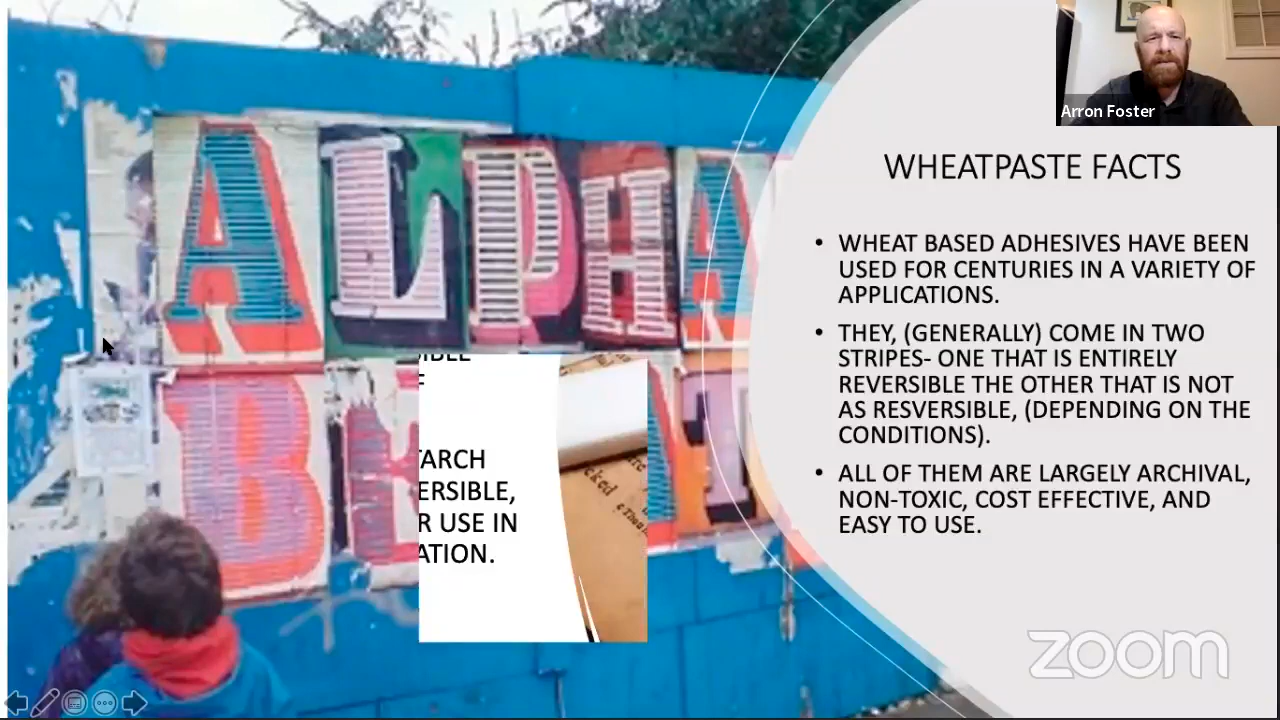 Arron Foster
WHEATPASTE FACTS
• WHEAT BASED ADHESIVES HAVE BEEN
USED FOR CENTURIES IN A VARIETY OF
APPLICATIONS.
• THEY, (GENERALLY) COME IN TWO
STRIPES- ONE THAT IS ENTIRELY
REVERSIBLE THE OTHER THAT IS NOT
AS RESVERSIBLE, (DEPENDING ON THE
CONDITIONS).
• ALL OF THEM ARE LARGELY ARCHIVAL,
NON-TOXIC, COST EFFECTIVE, AND
EASY TO USE.
ALPHA
B
TARCH
ERSIBLE,
R USE IN
ATION.
cked
zoom